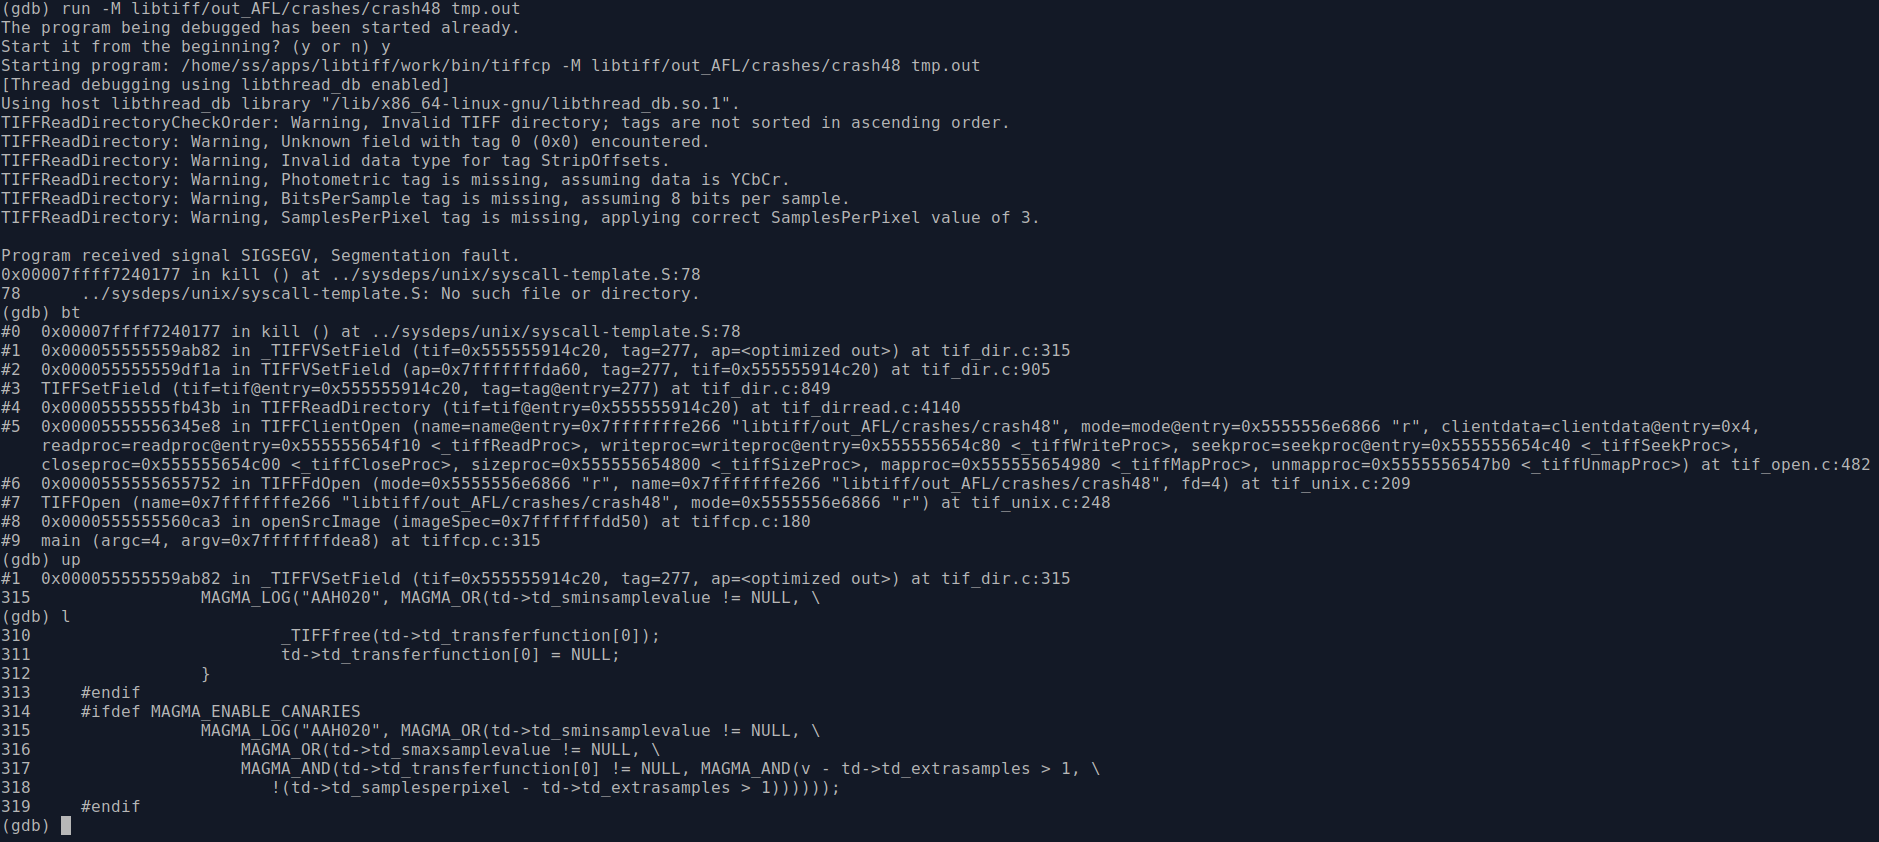 (gdb) run -M libtiff/out_AFL/crashes/crash48 tmp.out
The program being debugged has been started already.
Start it from the beginning? (y or n) y
Starting program: /home/ss/apps/libtiff/work/bin/tiffcp -M libtiff/out_AFL/crashes/crash48 tmp.out
[Thread debugging using libthread_db enabled]
Using host libthread_db library "/lib/x86_64-linux-gnu/libthread_db.so.1".
TIFFReadDirectoryCheckOrder: Warning, Invalid TIFF directory; tags are not sorted in ascending order.
TIFFReadDirectory: Warning, Unknown field with tag 0 (0x0) encountered.
TIFFReadDirectory: Warning, Invalid data type for tag StripOffsets.
TIFFReadDirectory: Warning, Photometric tag is missing, assuming data is YCbCr.
TIFFReadDirectory: Warning, BitsPerSample tag is missing, assuming 8 bits per sample.
TIFFReadDirectory: Warning, SamplesPerPixel tag is missing, applying correct SamplesPerPixel value of 3.

Program received signal SIGSEGV, Segmentation fault.
0x00007ffff7240177 in kill () at ../sysdeps/unix/syscall-template.S:78
78      ../sysdeps/unix/syscall-template.S: No such file or directory.
(gdb) bt
#0  0x00007ffff7240177 in kill () at ../sysdeps/unix/syscall-template.S:78
#1  0x000055555559ab82 in _TIFFVSetField (tif=0x555555914c20, tag=277, ap=<optimized out>) at tif_dir.c:315
#2  0x000055555559df1a in TIFFVSetField (ap=0x7fffffffda60, tag=277, tif=0x555555914c20) at tif_dir.c:905
#3  TIFFSetField (tif=tif@entry=0x555555914c20, tag=tag@entry=277) at tif_dir.c:849
#4  0x00005555555fb43b in TIFFReadDirectory (tif=tif@entry=0x555555914c20) at tif_dirread.c:4140
#5  0x00005555556345e8 in TIFFClientOpen (name=name@entry=0x7fffffffe266 "libtiff/out_AFL/crashes/crash48", mode=mode@entry=0x5555556e6866 "r", clientdata=clientdata@entry=0x4,
    readproc=readproc@entry=0x555555654f10 <_tiffReadProc>, writeproc=writeproc@entry=0x555555654c80 <_tiffWriteProc>, seekproc=seekproc@entry=0x555555654c40 <_tiffSeekProc>,
    closeproc=0x555555654c00 <_tiffCloseProc>, sizeproc=0x555555654800 <_tiffSizeProc>, mapproc=0x555555654980 <_tiffMapProc>, unmapproc=0x5555556547b0 <_tiffUnmapProc>) at tif_open.c:482
#6  0x0000555555655752 in TIFFFdOpen (mode=0x5555556e6866 "r", name=0x7fffffffe266 "libtiff/out_AFL/crashes/crash48", fd=4) at tif_unix.c:209
#7  TIFFOpen (name=0x7fffffffe266 "libtiff/out_AFL/crashes/crash48", mode=0x5555556e6866 "r") at tif_unix.c:248
#8  0x0000555555560ca3 in openSrcImage (imageSpec=0x7fffffffdd50) at tiffcp.c:180
#9  main (argc=4, argv=0x7fffffffdea8) at tiffcp.c:315
(gdb) up
#1  0x000055555559ab82 in _TIFFVSetField (tif=0x555555914c20, tag=277, ap=<optimized out>) at tif_dir.c:315
315                 MAGMA_LOG("AAH020", MAGMA_OR(td->td_sminsamplevalue != NULL, \
(gdb) l
310                         _TIFFfree(td->td_transferfunction[0]);
311                         td->td_transferfunction[0] = NULL;
312                 }
313     #endif
314     #ifdef MAGMA_ENABLE_CANARIES
315                 MAGMA_LOG("AAH020", MAGMA_OR(td->td_sminsamplevalue != NULL, \
316                     MAGMA_OR(td->td_smaxsamplevalue != NULL, \
317                     MAGMA_AND(td->td_transferfunction[0] != NULL, MAGMA_AND(v - td->td_extrasamples > 1, \
318                        !(td->td_samplesperpixel - td->td_extrasamples > 1))))));
319     #endif
(gdb)